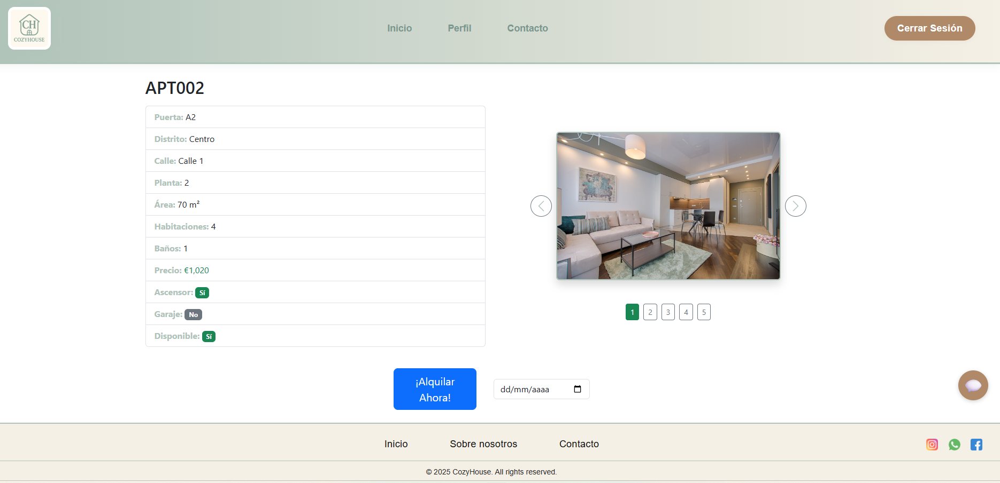 CH
COZYHOUSE
Inicio
Perfil
Contacto
Cerrar Sesión
APT002
Puerta: A2
Distrito: Centro
Calle: Calle 1
Planta: 2
Área: 70 m²
Habitaciones: 4
Baños: 1
Precio: €1,020
Ascensor: Sí
Garaje: No
Disponible: Sí
1 2 3 4 5
¡Alquilar
Ahora!
dd/mm/aaaa
Inicio
Sobre nosotros
Contacto
© 2025 CozyHouse. All rights reserved.